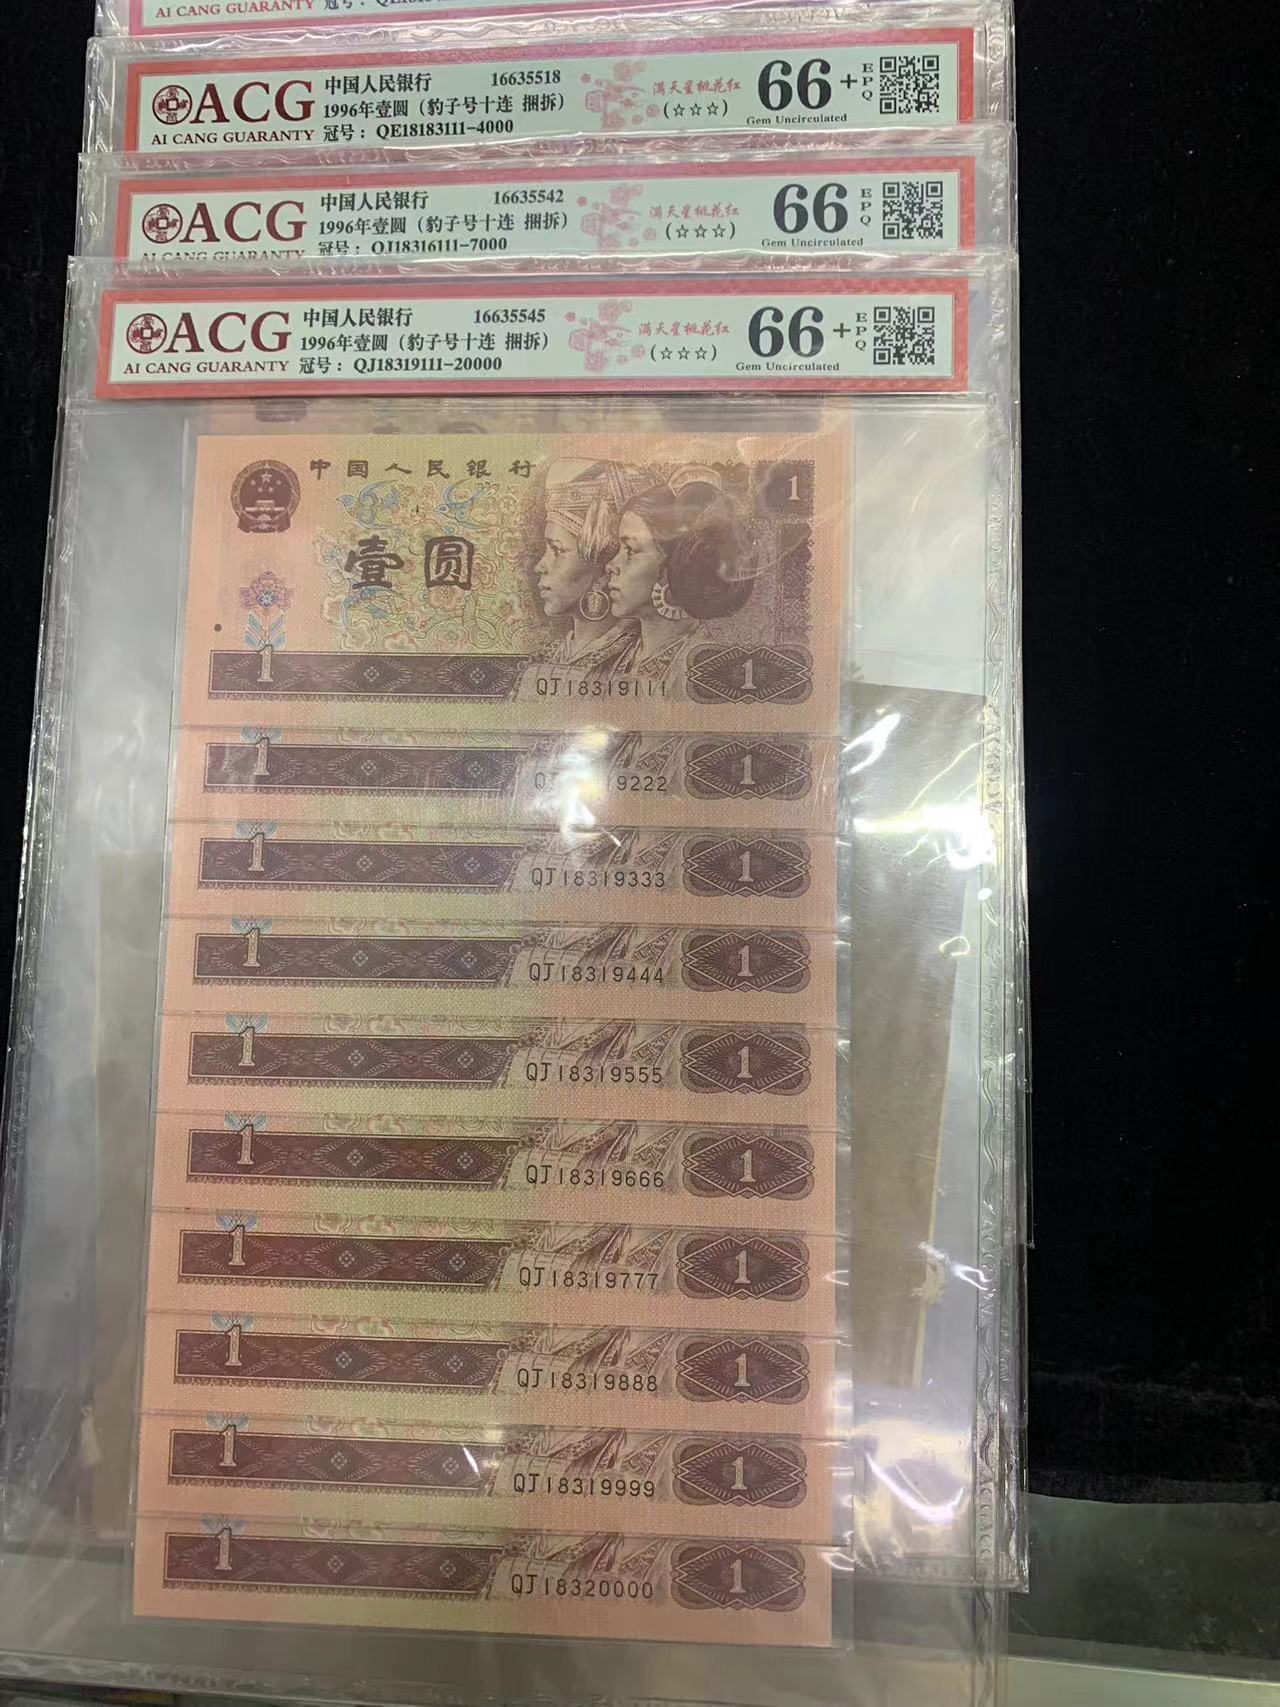 AI CANG GUARANTY
ACG 中国人民银行 16635518 满天星桃花红 66+ EPQ
1996年壹圆（豹子号十连 捆拆） (☆☆☆)
AI CANG GUARANTY 冠号：QE18183111-4000 Gem Uncirculated
ACG 中国人民银行 16635542 满天星桃花红 66 EPQ
1996年壹圆（豹子号十连 捆拆） (☆☆☆)
AI CANG GUARANTY 冠号：QJ18316111-7000 Gem Uncirculated
ACG 中国人民银行 16635545 满天星桃花红 66+ EPQ
1996年壹圆（豹子号十连 捆拆） (☆☆☆)
AI CANG GUARANTY 冠号：QJ18319111-20000 Gem Uncirculated
中国人民银行 1
壹圆
1 QJ18319111 1
1 9222 1
1 QJ18319333 1
1 QJ18319444 1
1 QJ18319555 1
1 QJ18319666 1
1 QJ18319777 1
1 QJ18319888 1
1 QJ18319999 1
1 QJ18320000 1